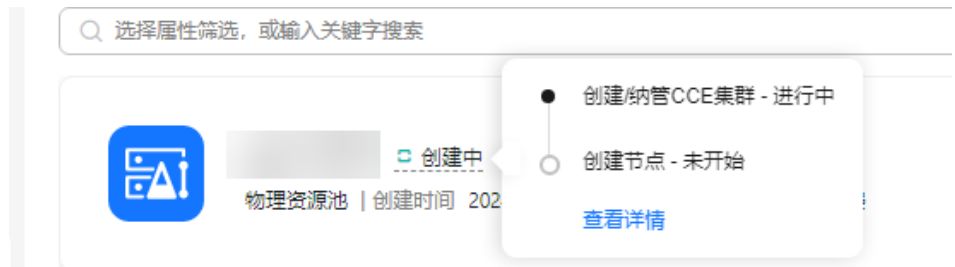 选择属性筛选，或输入关键字搜索
创建/纳管CCE集群 - 进行中
创建中
创建节点 - 未开始
物理资源池 | 创建时间 202
查看详情